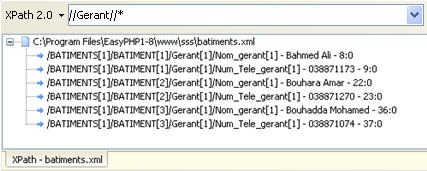 XPath 2.0 //Gerant//*
C:\Program Files\EasyPHP1-8\www\sss\batiments.xml
/BATIMENTS[1]/BATIMENT[1]/Gerant[1]/Nom_gerant[1] - Bahmed Ali - 8:0
/BATIMENTS[1]/BATIMENT[1]/Gerant[1]/Num_Tele_gerant[1] - 038871173 - 9:0
/BATIMENTS[1]/BATIMENT[2]/Gerant[1]/Nom_gerant[1] - Bouhara Amar - 22:0
/BATIMENTS[1]/BATIMENT[2]/Gerant[1]/Num_Tele_gerant[1] - 038871270 - 23:0
/BATIMENTS[1]/BATIMENT[3]/Gerant[1]/Nom_gerant[1] - Bouhadda Mohamed - 36:0
/BATIMENTS[1]/BATIMENT[3]/Gerant[1]/Num_Tele_gerant[1] - 038871074 - 37:0
XPath - batiments.xml